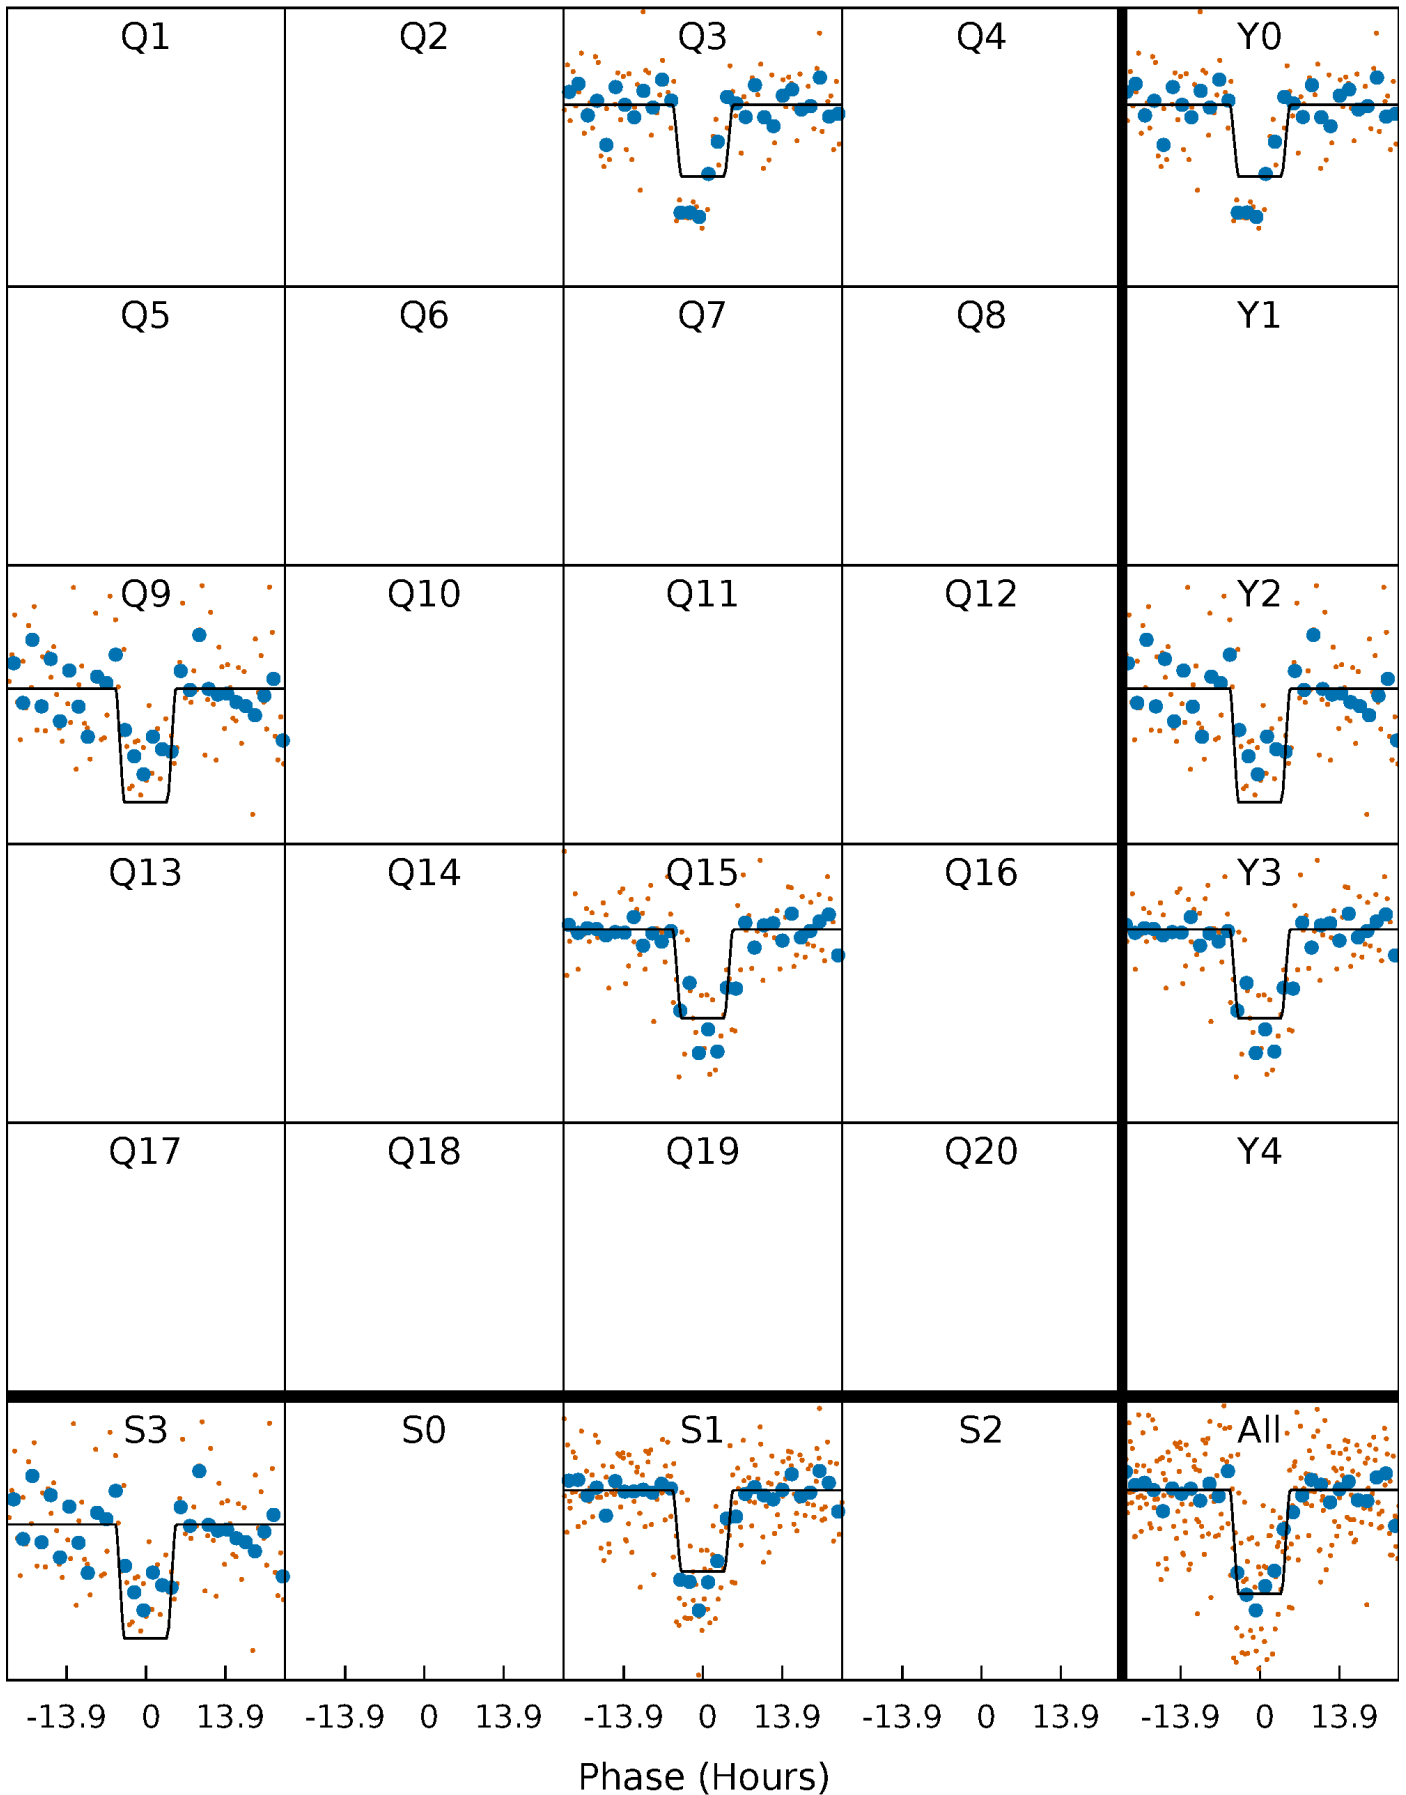 Q1 Q2 Q3 Q4 Y0
Q5 Q6 Q7 Q8 Y1
Q9 Q10 Q11 Q12 Y2
Q13 Q14 Q15 Q16 Y3
Q17 Q18 Q19 Q20 Y4
S3 S0 S1 S2 All
-13.9 0 13.9 -13.9 0 13.9 -13.9 0 13.9 -13.9 0 13.9 -13.9 0 13.9
Phase (Hours)